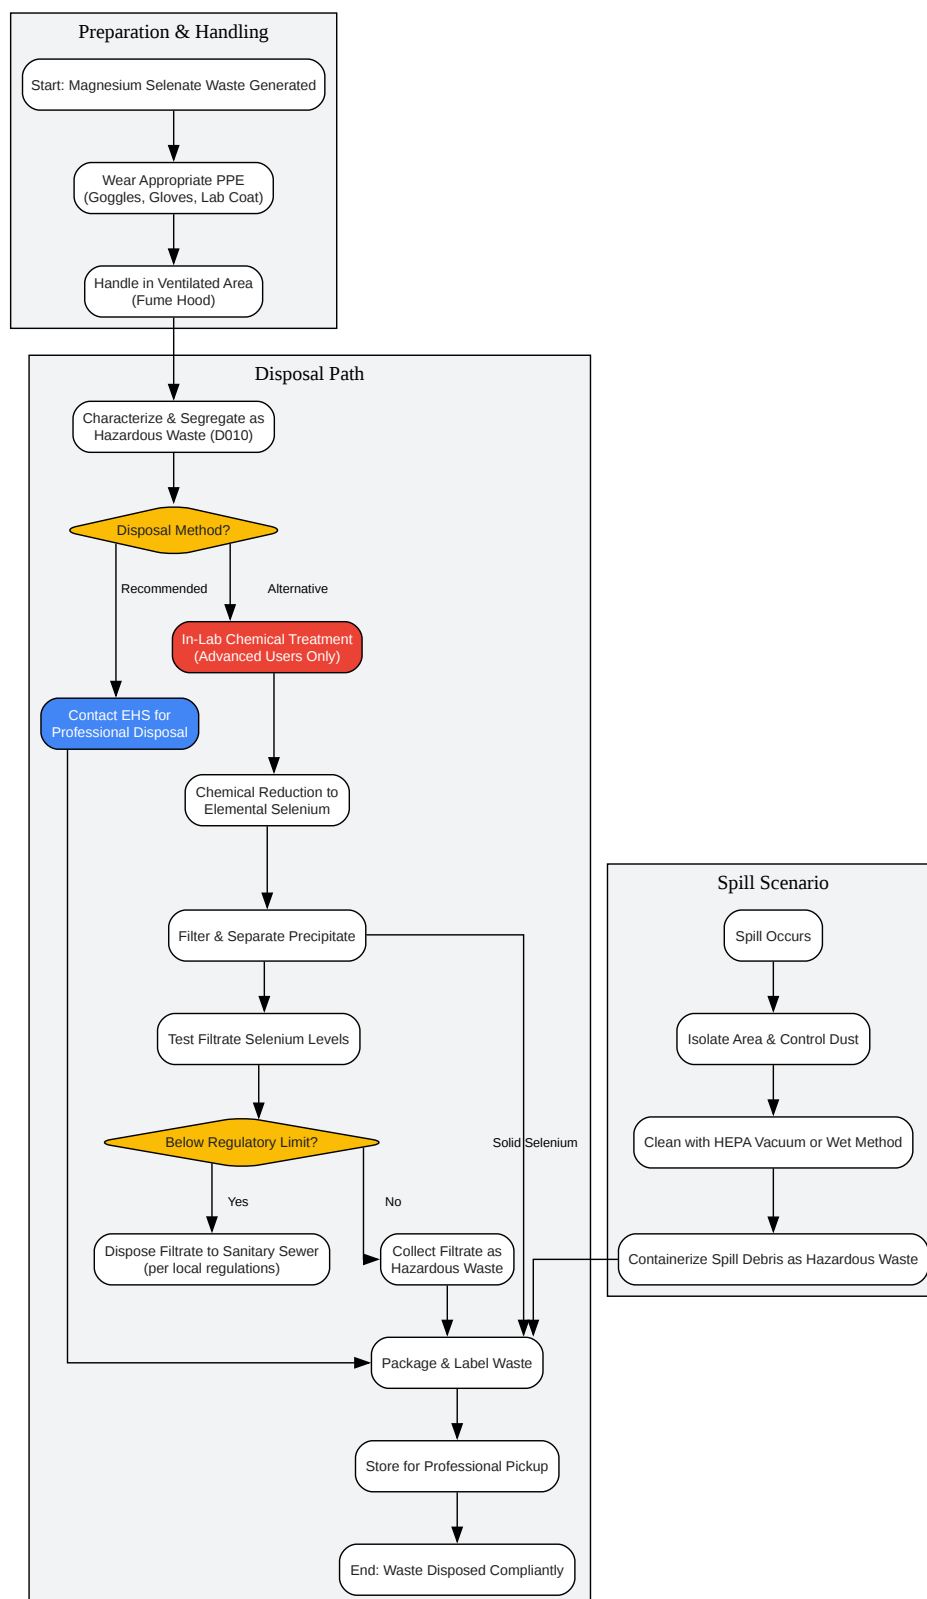 Preparation & Handling
Start: Magnesium Selenate Waste Generated
Wear Appropriate PPE
(Goggles, Gloves, Lab Coat)
Handle in Ventilated Area
(Fume Hood)
Disposal Path
Characterize & Segregate as
Hazardous Waste (D010)
Disposal Method?
Recommended
Alternative
In-Lab Chemical Treatment
(Advanced Users Only)
Contact EHS for
Professional Disposal
Chemical Reduction to
Elemental Selenium
Filter & Separate Precipitate
Test Filtrate Selenium Levels
Below Regulatory Limit?
Solid Selenium
Yes
No
Dispose Filtrate to Sanitary Sewer
(per local regulations)
Collect Filtrate as
Hazardous Waste
Package & Label Waste
Store for Professional Pickup
End: Waste Disposed Compliantly
Spill Scenario
Spill Occurs
Isolate Area & Control Dust
Clean with HEPA Vacuum or Wet Method
Containerize Spill Debris as Hazardous Waste